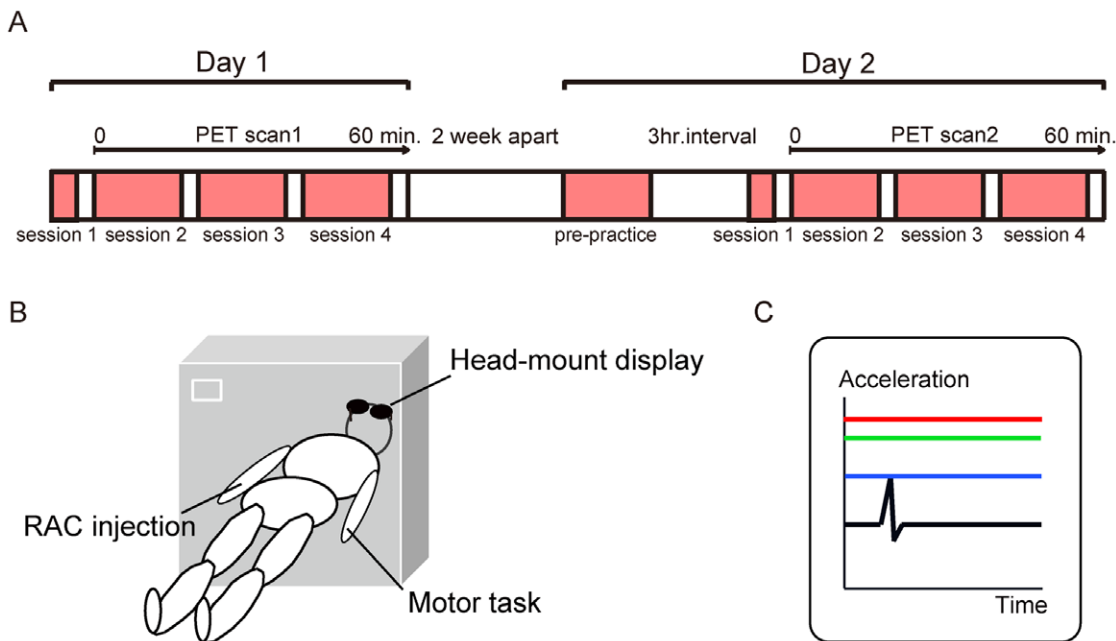 A
Day 1
Day 2
0 PET scan1 60 min. 2 week apart 3hr.interval 0 PET scan2 60 min.
session 1 session 2 session 3 session 4 pre-practice session 1 session 2 session 3 session 4
B
Head-mount display
RAC injection
Motor task
C
Acceleration
Time